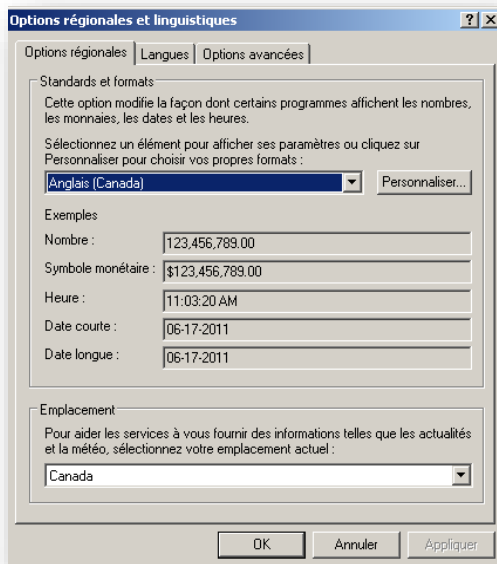 Options régionales et linguistiques
Options régionales Langues Options avancées
Standards et formats
Cette option modifie la façon dont certains programmes affichent les nombres,
les monnaies, les dates et les heures.
Sélectionnez un élément pour afficher ses paramètres ou cliquez sur
Personnaliser pour choisir vos propres formats :
Anglais (Canada) Personnaliser...
Exemples
Nombre : 123,456,789.00
Symbole monétaire : $123,456,789.00
Heure : 11:03:20 AM
Date courte : 06-17-2011
Date longue : 06-17-2011
Emplacement
Pour aider les services à vous fournir des informations telles que les actualités
et la météo, sélectionnez votre emplacement actuel :
Canada
OK Annuler Appliquer